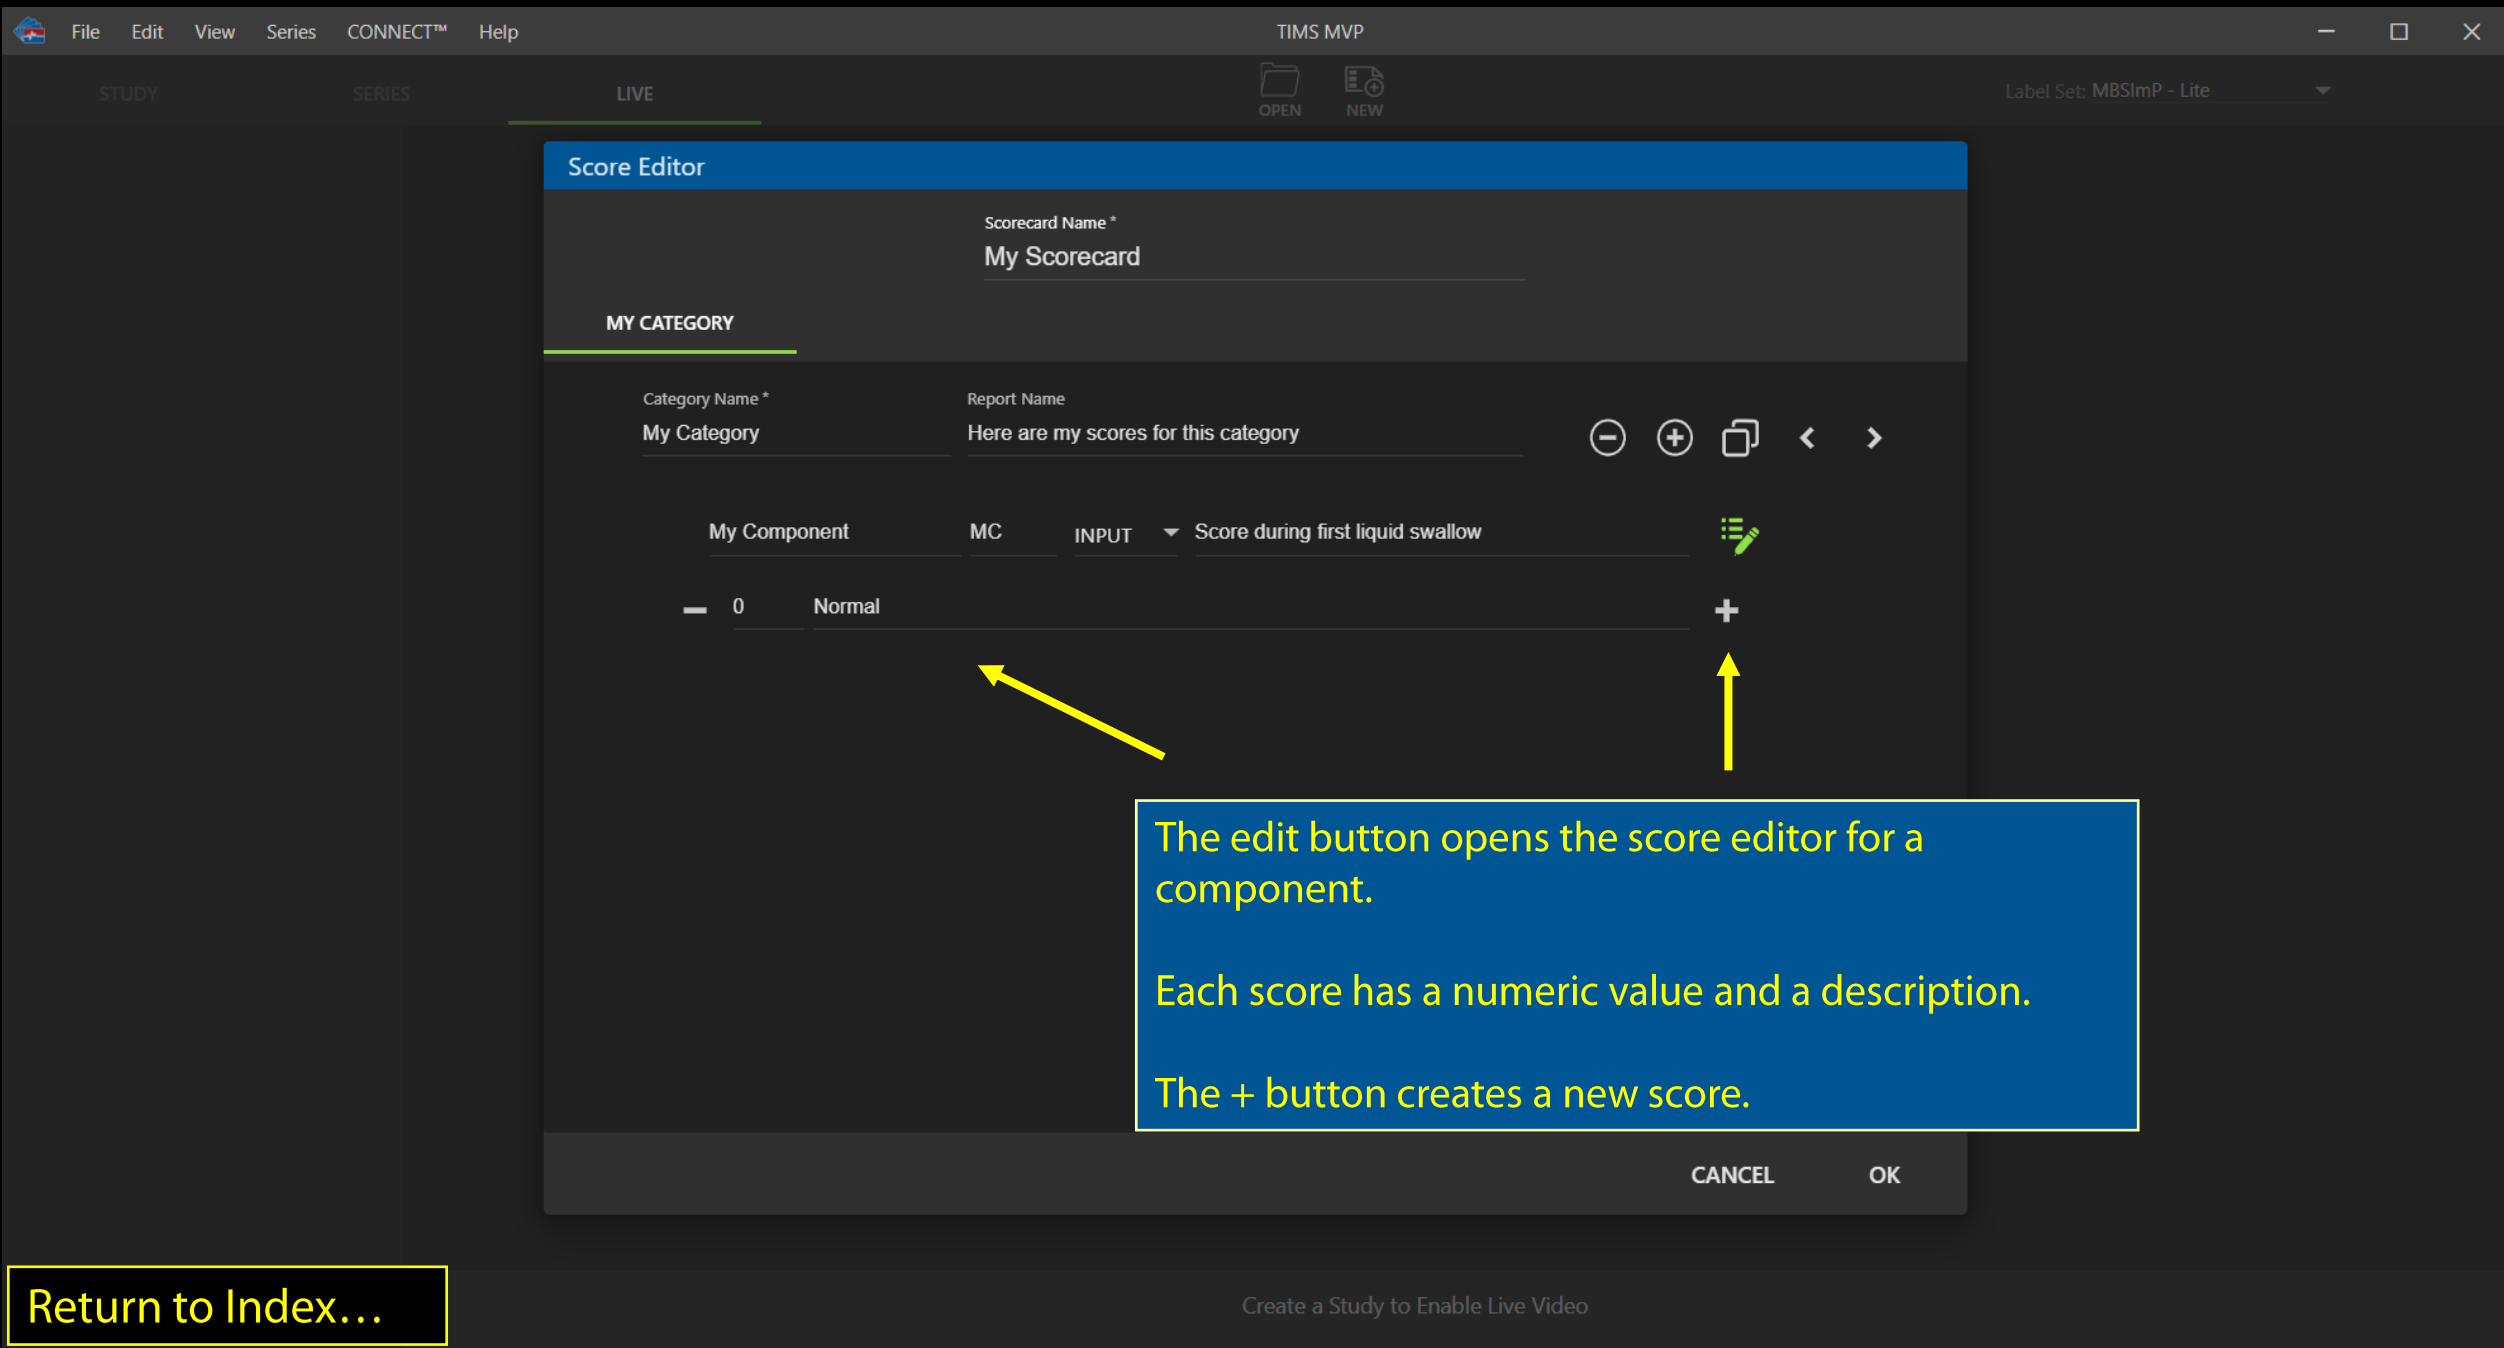 File Edit View Series CONNECT™ Help
TIMS MVP
STUDY SERIES LIVE
OPEN NEW
Label Set: MBSImP - Lite
Score Editor
Scorecard Name *
My Scorecard
MY CATEGORY
Category Name * Report Name
My Category Here are my scores for this category
My Component MC INPUT Score during first liquid swallow
0 Normal
The edit button opens the score editor for a
component.
Each score has a numeric value and a description.
The + button creates a new score.
CANCEL OK
Return to Index...
Create a Study to Enable Live Video